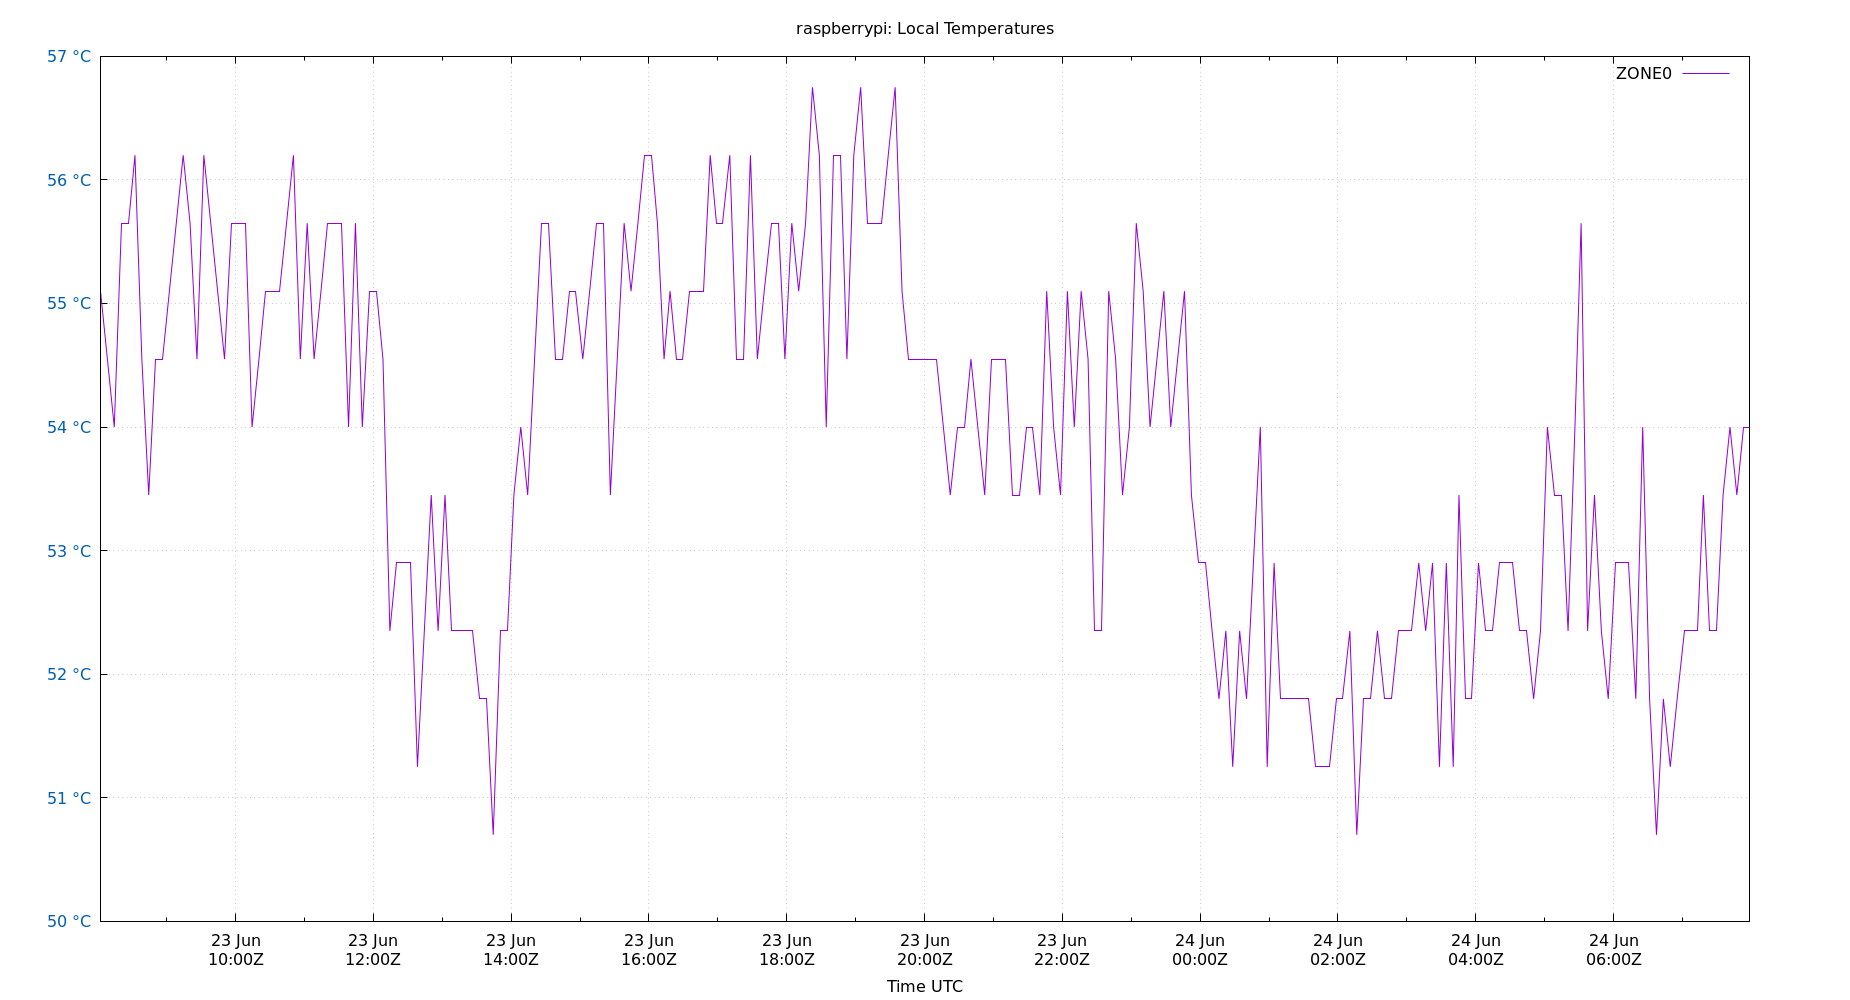 raspberrypi: Local Temperatures
57 °C
ZONE0
56 °C
55 °C
54 °C
53 °C
52 °C
51 °C
50 °C
23 Jun 23 Jun 23 Jun 23 Jun 23 Jun 23 Jun 23 Jun 24 Jun 24 Jun 24 Jun 24 Jun
10:00Z 12:00Z 14:00Z 16:00Z 18:00Z 20:00Z 22:00Z 00:00Z 02:00Z 04:00Z 06:00Z
Time UTC